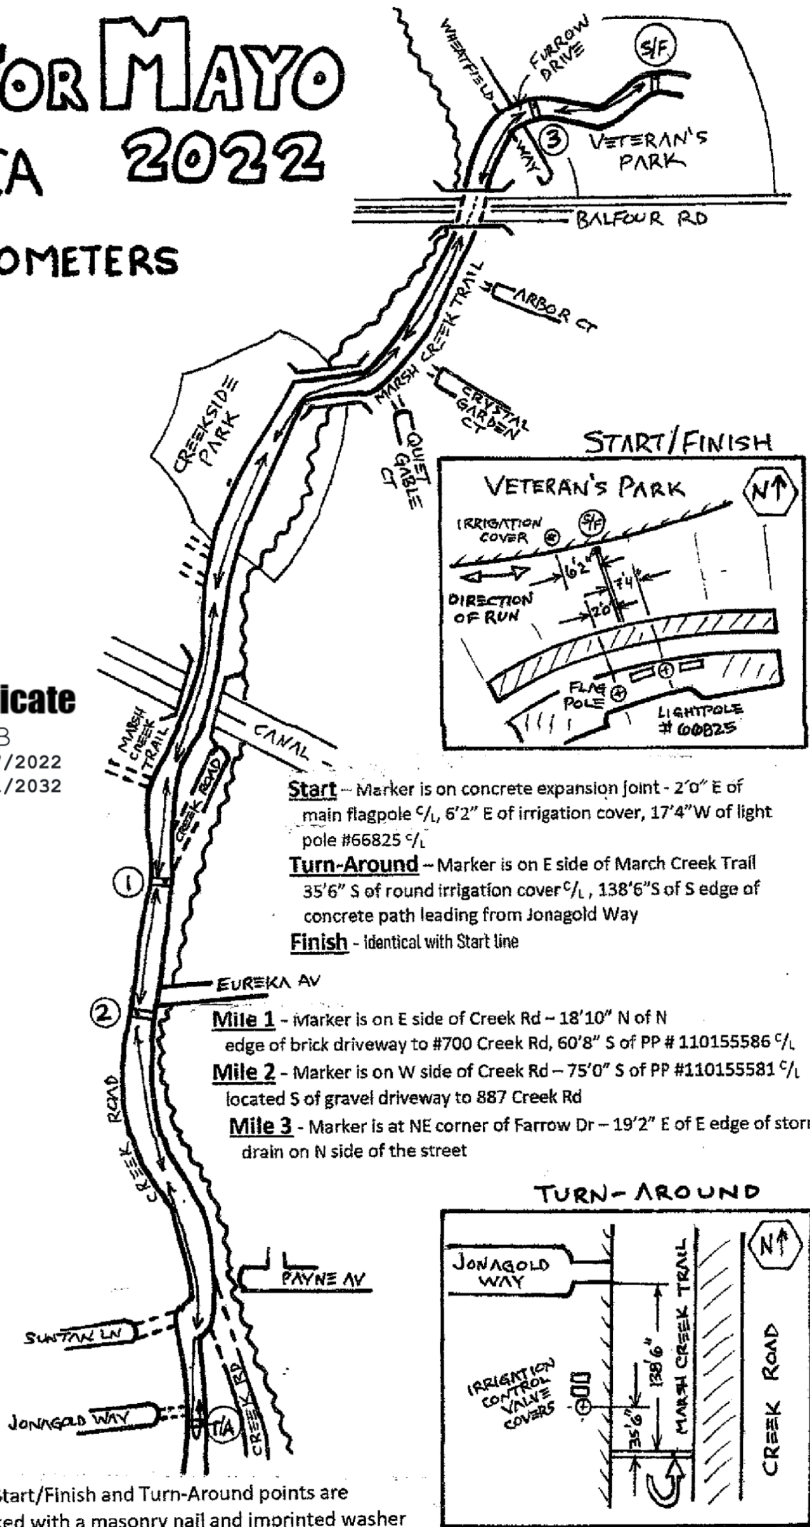 OR MAYO
CA 2022
OMETERS
WHEATFIELD WAY
FURROW DRIVE
S/F
3
VETERAN'S PARK
BALFOUR RD
ARBOR CT
MARSH CREEK TRAIL
CRYSTAL GARDEN CT
QUIET GABLE CT
CREEKSIDE PARK
START/FINISH
VETERAN'S PARK
N↑
IRRIGATION COVER
S/F
6'2"
7'4"
2'0"
DIRECTION OF RUN
FLAG POLE
LIGHTPOLE # 66825
icate
3
/2022
/2032
MARSH CREEK TRAIL
CANAL
CREEK ROAD
Start – Marker is on concrete expansion joint - 2'0" E of
main flagpole C/L, 6'2" E of irrigation cover, 17'4"W of light
pole #66825 C/L
Turn-Around – Marker is on E side of March Creek Trail
35'6" S of round irrigation cover C/L, 138'6"S of S edge of
concrete path leading from Jonagold Way
Finish - identical with Start line
1
EUREKA AV
2
Mile 1 - Marker is on E side of Creek Rd – 18'10" N of N
edge of brick driveway to #700 Creek Rd, 60'8" S of PP # 110155586 C/L
Mile 2 - Marker is on W side of Creek Rd – 75'0" S of PP #110155581 C/L
located S of gravel driveway to 887 Creek Rd
Mile 3 - Marker is at NE corner of Farrow Dr – 19'2" E of E edge of storm
drain on N side of the street
CREEK ROAD
PAYNE AV
SUNTAN LN
JONAGOLD WAY
T/A
CREEK RD
TURN-AROUND
JONAGOLD WAY
N↑
IRRIGATION CONTROL VALVE COVERS
138'6"
35'6"
MARSH CREEK TRAIL
CREEK ROAD
Start/Finish and Turn-Around points are
ked with a masonry nail and imprinted washer